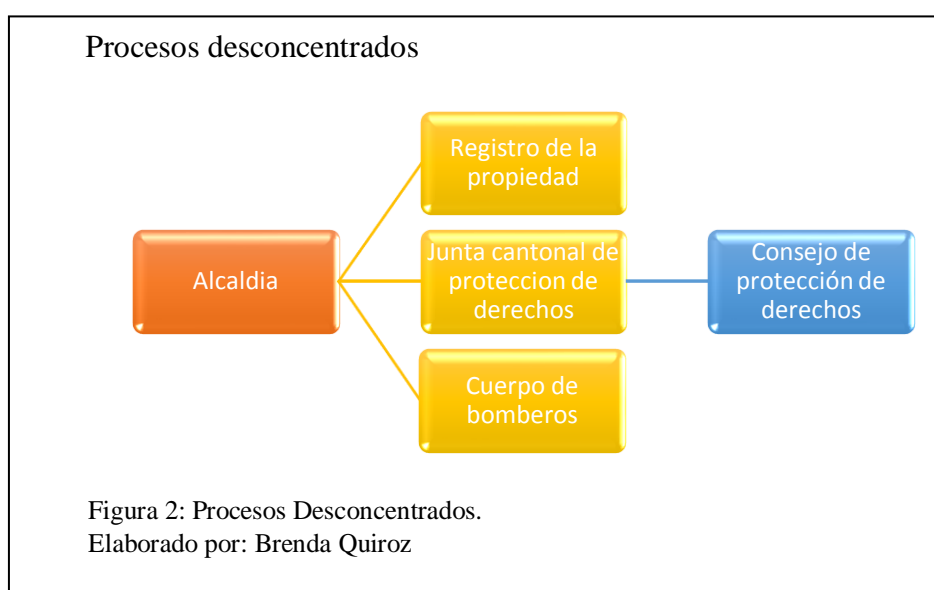 Procesos desconcentrados
Registro de la
propiedad
Alcaldia
Junta cantonal de
proteccion de
derechos
Consejo de
protección de
derechos
Cuerpo de
bomberos
Figura 2: Procesos Desconcentrados.
Elaborado por: Brenda Quiroz